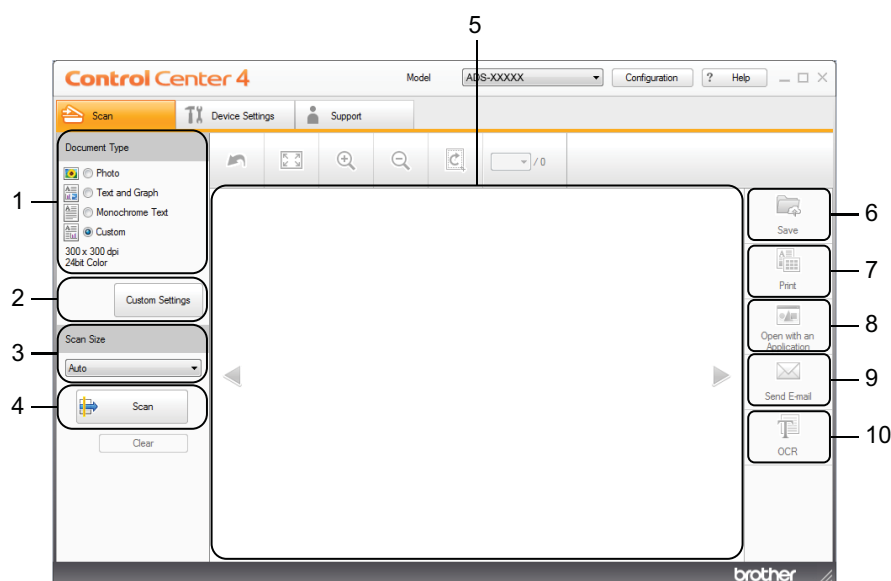 5
Control Center 4
Model
ADS-XXXXX
Configuration
? Help
Scan
Device Settings
Support
Document Type
/ 0
1
Photo
Text and Graph
Monochrome Text
Custom
300 x 300 dpi
24bit Color
Save
6
Print
7
2
Custom Settings
Open with an
Application
8
3
Scan Size
Auto
Send E-mail
9
4
Scan
Clear
OCR
10
brother